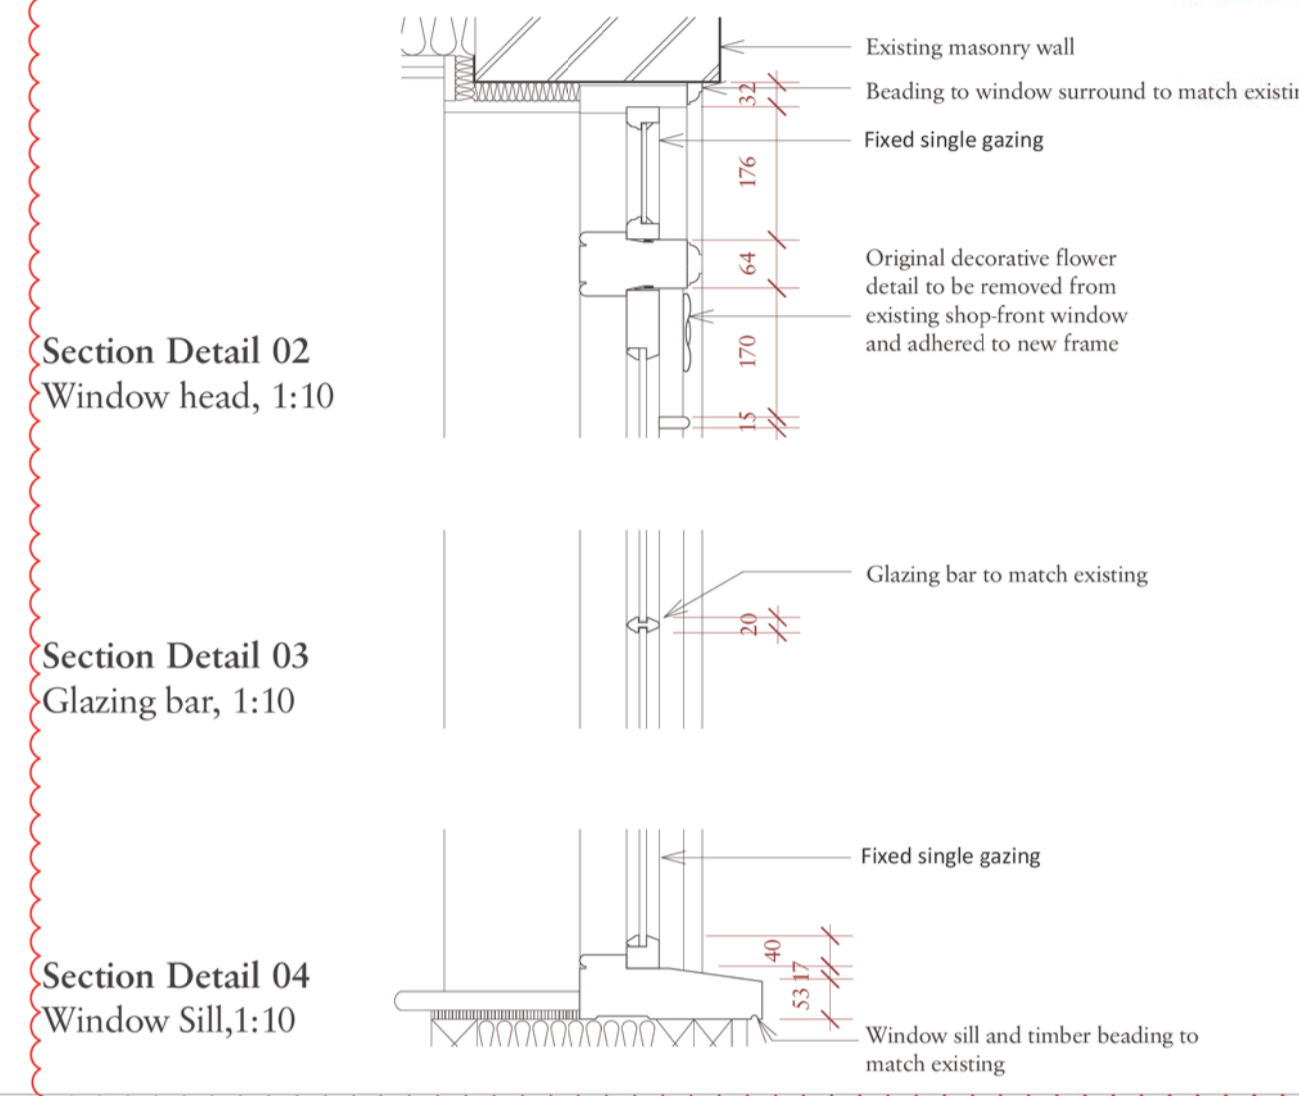 Existing masonry wall
32
Beading to window surround to match existin
Fixed single gazing
176
64
Original decorative flower
detail to be removed from
existing shop-front window
and adhered to new frame
170
15
Section Detail 02
Window head, 1:10
Glazing bar to match existing
20
Section Detail 03
Glazing bar, 1:10
Fixed single gazing
40
17
53
Section Detail 04
Window Sill,1:10
Window sill and timber beading to
match existing